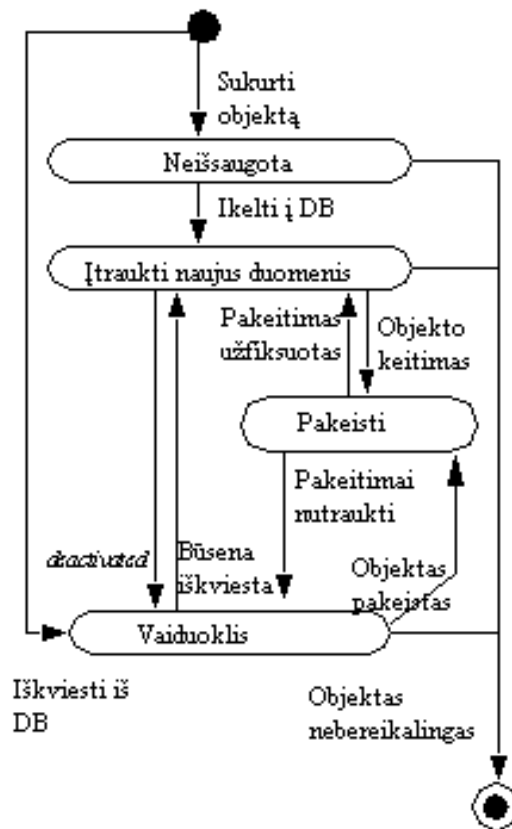 Sukurti
objektą
Neišsaugota
Ikelti į DB
Įtraukti naujus duomenis
Pakeitimas
užfiksuotas
Objekto
keitimas
Pakeisti
Pakeitimai
nutraukti
deactivated
Būsena
iškviesta
Objektas
pakeistas
Vaiduoklis
Iškviesti iš
DB
Objektas
nebereikalingas